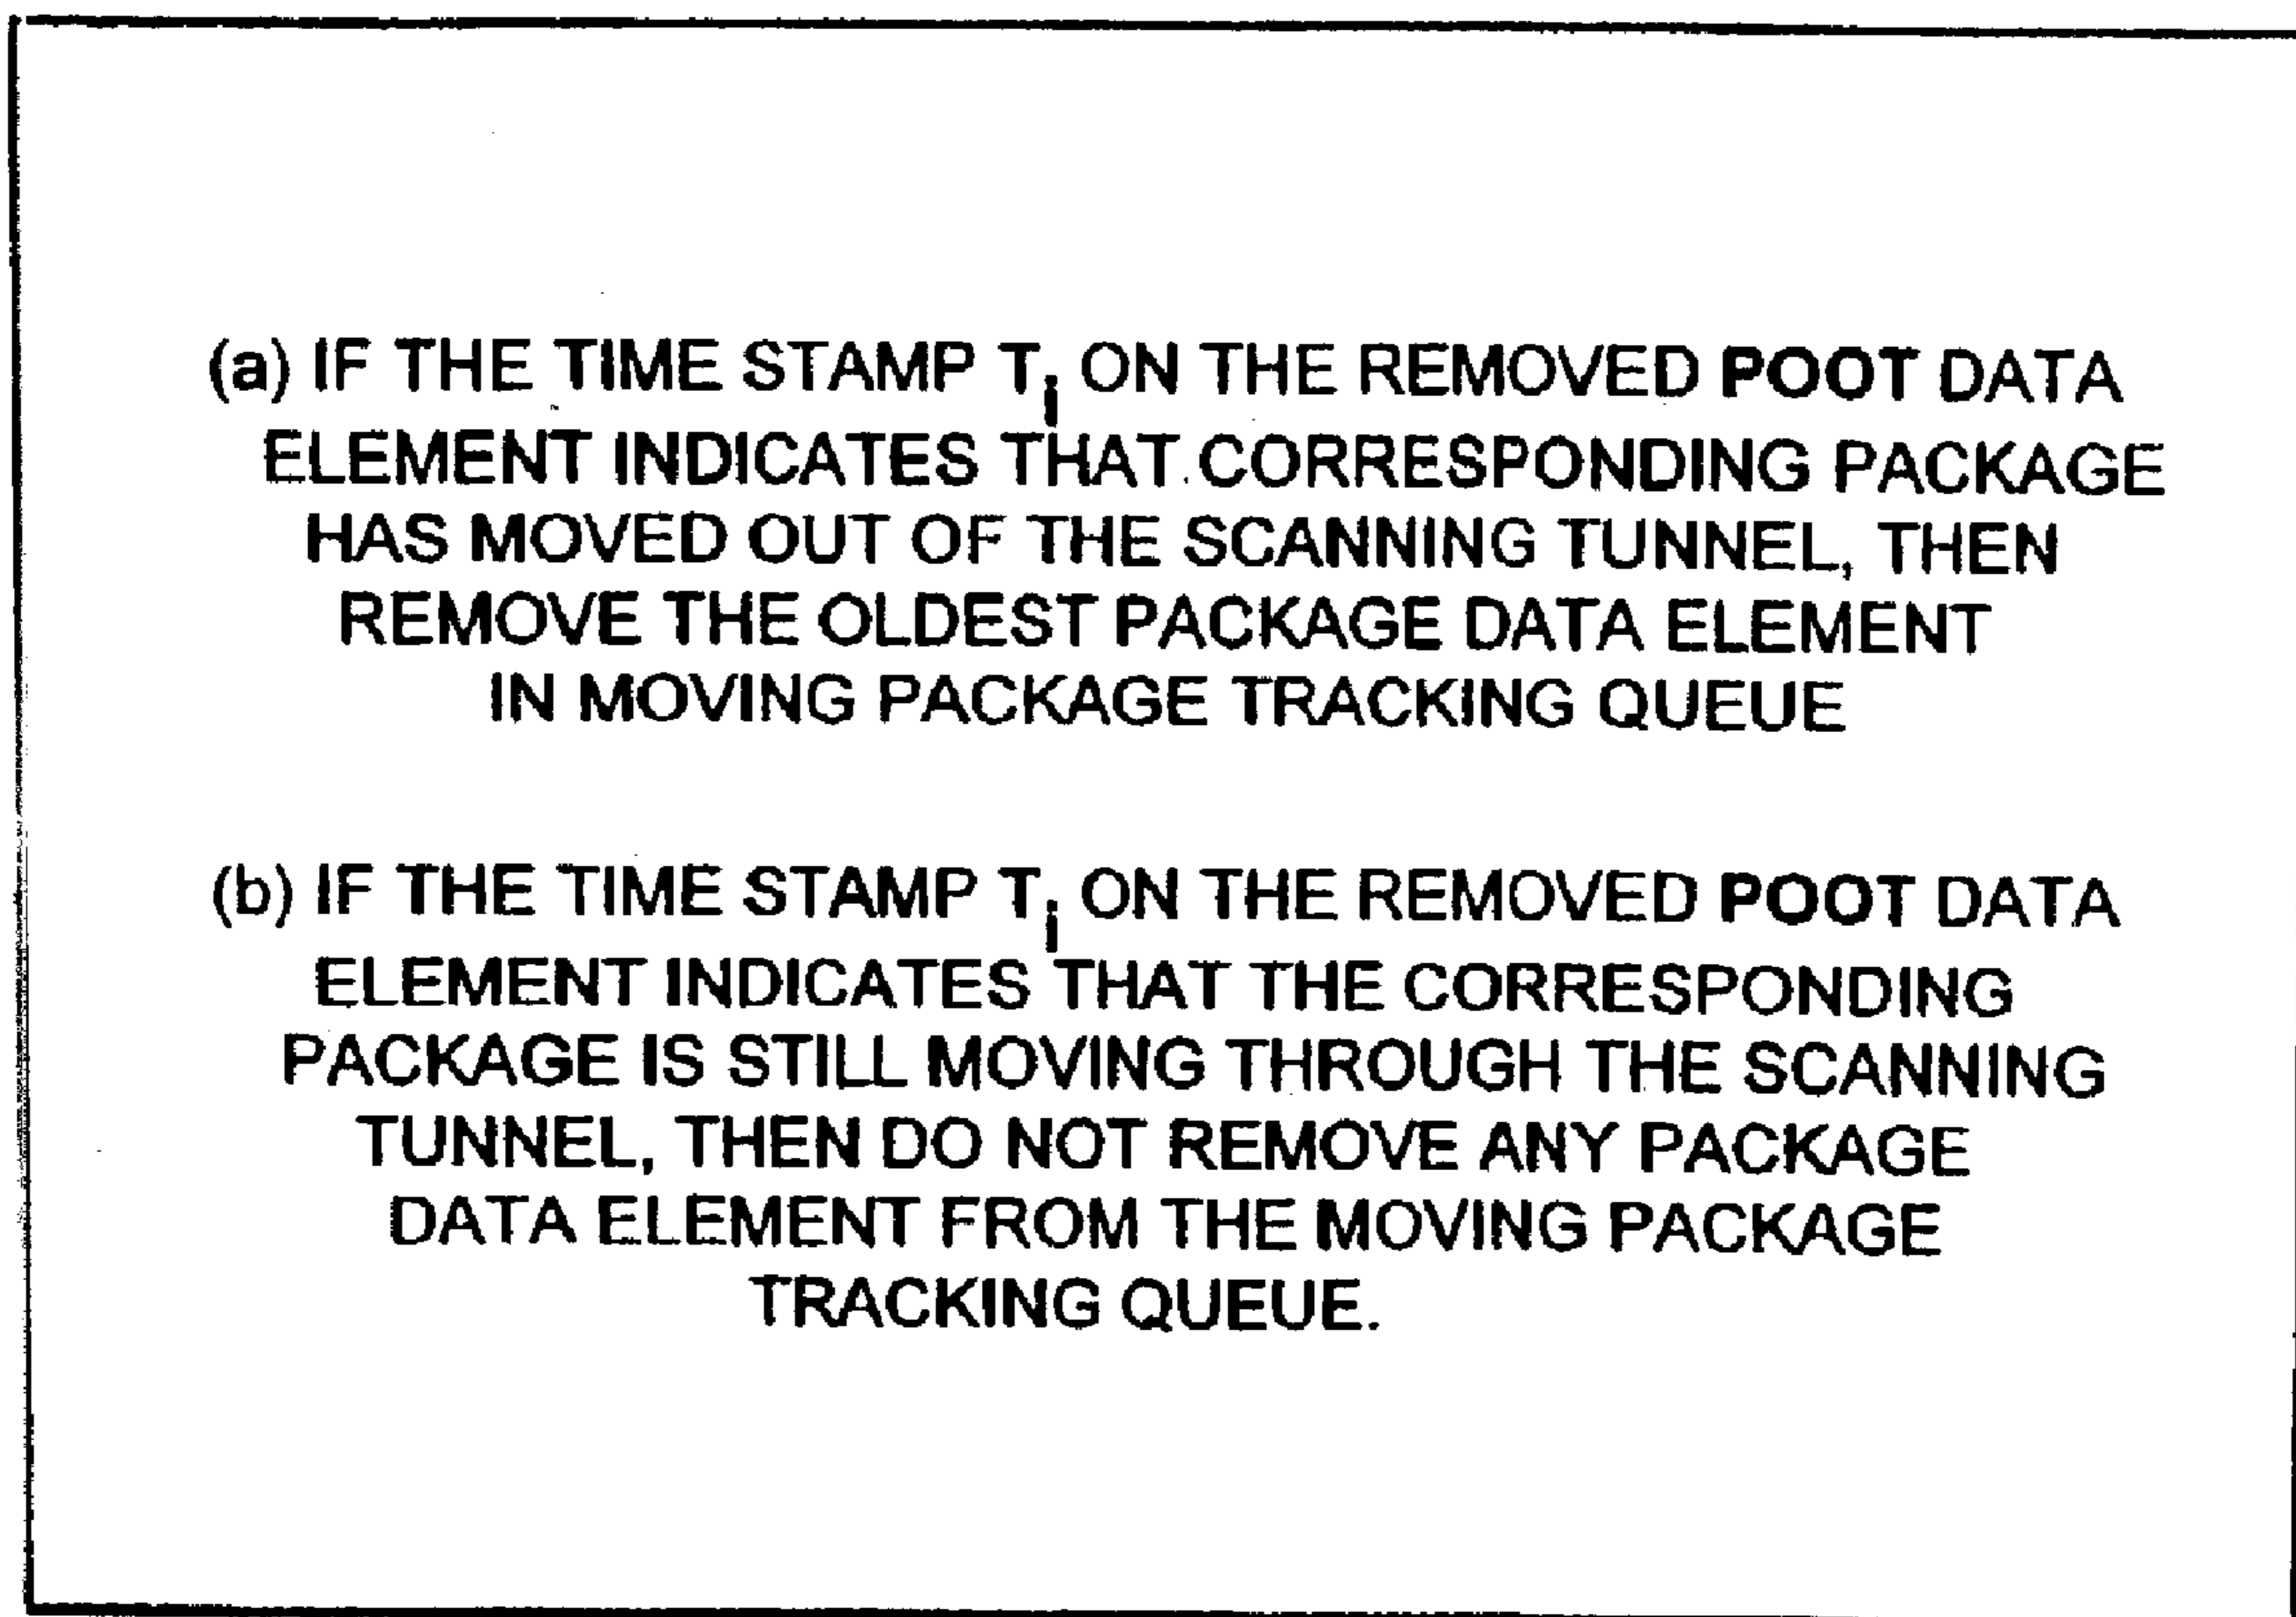 (a) IF THE TIME STAMP Ti ON THE REMOVED POOT DATA
ELEMENT INDICATES THAT CORRESPONDING PACKAGE
HAS MOVED OUT OF THE SCANNING TUNNEL, THEN
REMOVE THE OLDEST PACKAGE DATA ELEMENT
IN MOVING PACKAGE TRACKING QUEUE
(b) IF THE TIME STAMP Ti ON THE REMOVED POOT DATA
ELEMENT INDICATES THAT THE CORRESPONDING
PACKAGE IS STILL MOVING THROUGH THE SCANNING
TUNNEL, THEN DO NOT REMOVE ANY PACKAGE
DATA ELEMENT FROM THE MOVING PACKAGE
TRACKING QUEUE.